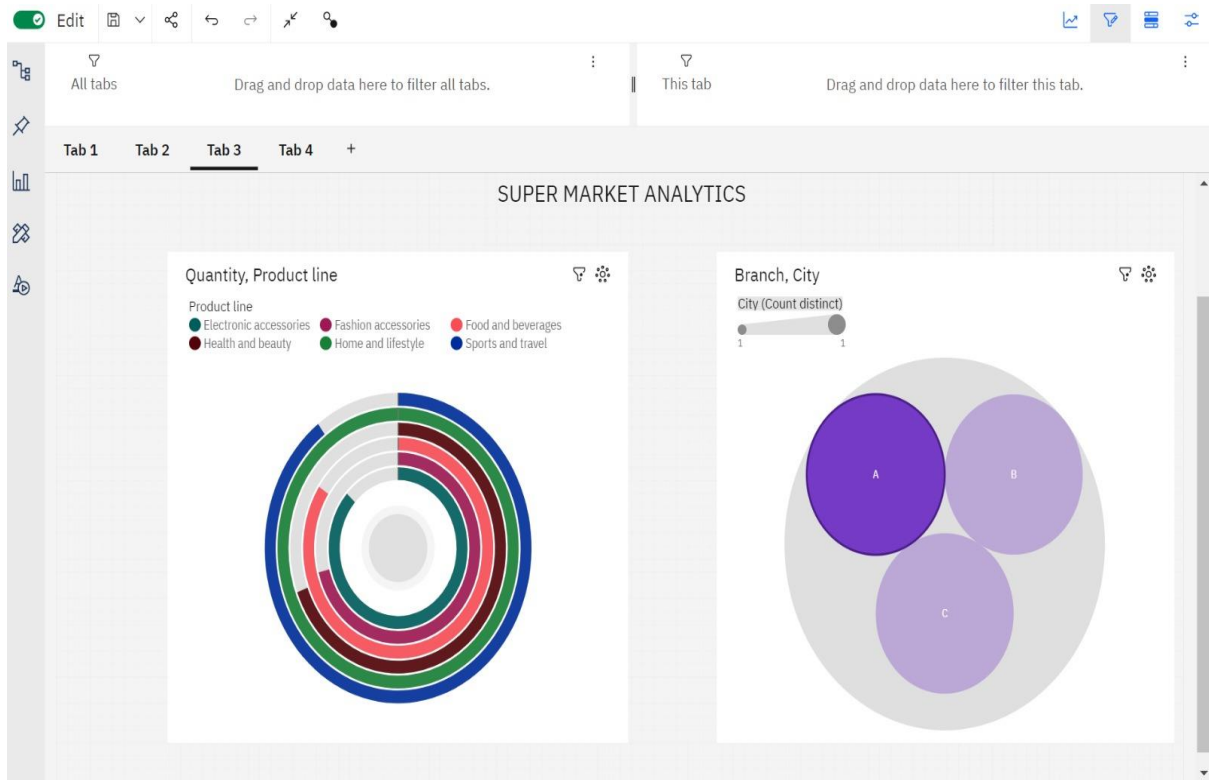 Edit
All tabs
Drag and drop data here to filter all tabs.
This tab
Drag and drop data here to filter this tab.
Tab 1 Tab 2 Tab 3 Tab 4 +
SUPER MARKET ANALYTICS
Quantity, Product line
Product line
Electronic accessories Fashion accessories Food and beverages
Health and beauty Home and lifestyle Sports and travel
Branch, City
City (Count distinct)
1 1
A
B
C